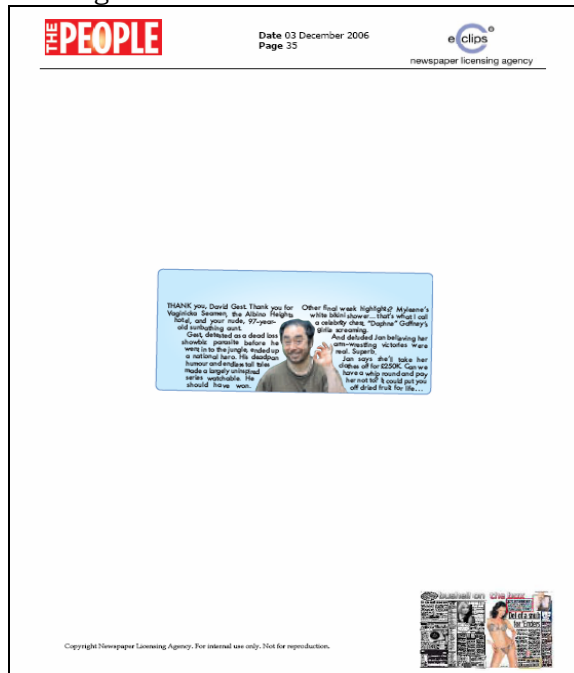 THE PEOPLE
Date 03 December 2006
Page 35
eclips
newspaper licensing agency
THANK you, David Gest. Thank you for
Vaginicka Seamen, the Albino Heights
hotel, and your nude, 97-year-
old sunbathing aunt.
Gest, detested as a dead loss
showbiz parasite before he
went in to the jungle, ended up
a national hero. His deadpan
humour and endless tall tales
made a largely uninspired
series watchable. He
should have won.
Other final week highlights? Myleene's
white bikini shower... that's what I call
a celebrity chest, "Daphne" Gaffney's
girlie screaming.
And deluded Jan believing her
arm-wrestling victories were
real. Superb.
Jan says she'll take her
clothes off for £250K. Can we
have a whip round and pay
her not to? It could put you
off dried fruit for life...
bushell on the box
Copyright Newspaper Licensing Agency. For internal use only. Not for reproduction.